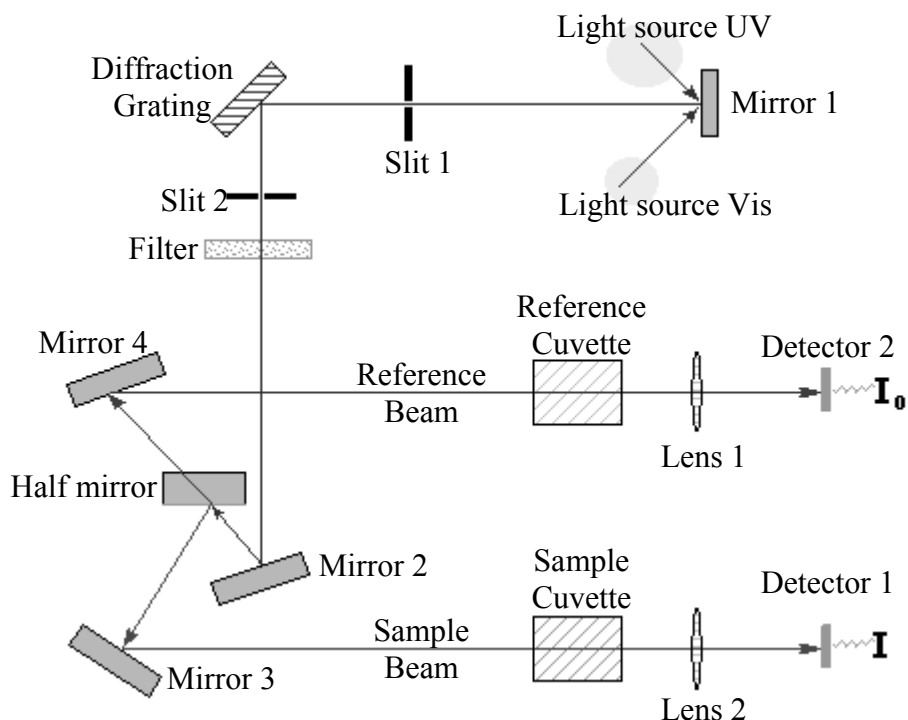 Light source UV
Diffraction
Grating
Mirror 1
Slit 1
Slit 2
Light source Vis
Filter
Reference
Cuvette
Mirror 4
Detector 2
Reference
Beam
I₀
Lens 1
Half mirror
Mirror 2
Sample
Cuvette
Detector 1
Sample
Beam
I
Mirror 3
Lens 2